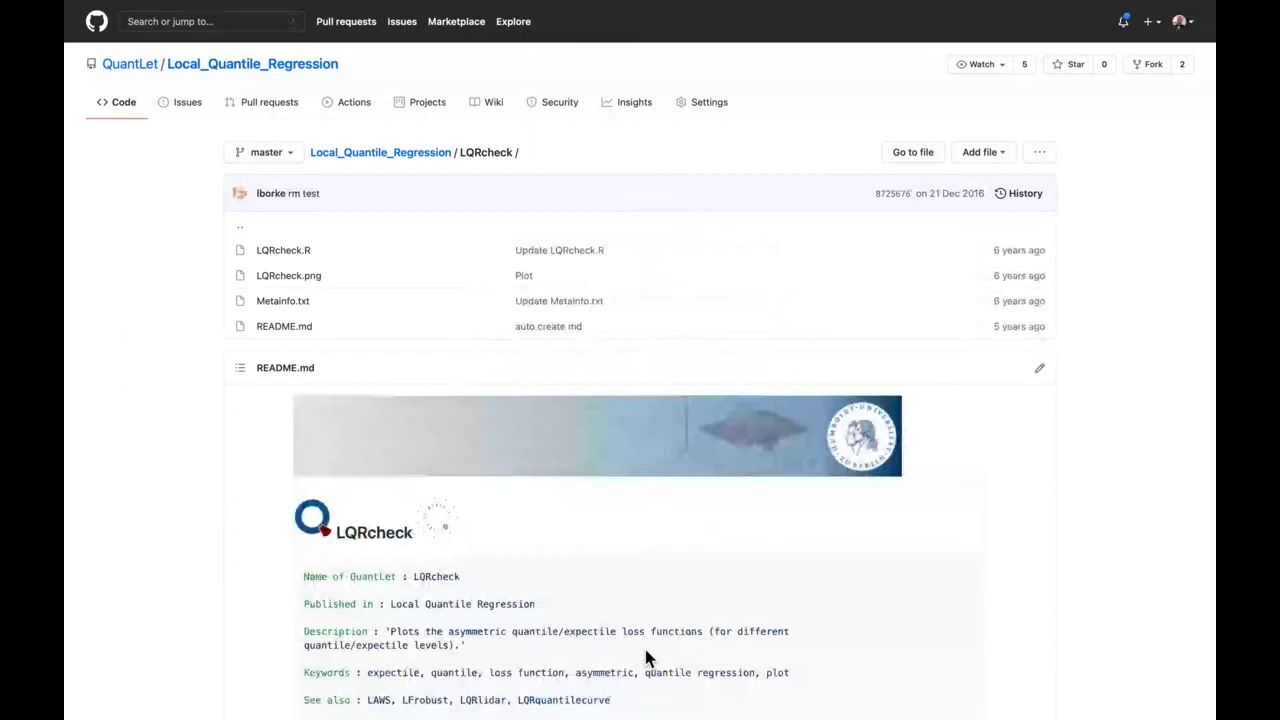 Search or jump to... /
Pull requests Issues Marketplace Explore
QuantLet / Local_Quantile_Regression
Watch 5 Star 0 Fork 2
Code Issues Pull requests Actions Projects Wiki Security Insights Settings
master Local_Quantile_Regression / LQRcheck / Go to file Add file ...
lborke rm test 8725676 on 21 Dec 2016 History
..
LQRcheck.R Update LQRcheck.R 6 years ago
LQRcheck.png Plot 6 years ago
Metainfo.txt Update Metainfo.txt 6 years ago
README.md auto create md 5 years ago
README.md
HUMBOLDT-UNIVERSITÄT ZU BERLIN
LQRcheck
Name of QuantLet : LQRcheck
Published in : Local Quantile Regression
Description : 'Plots the asymmetric quantile/expectile loss functions (for different
quantile/expectile levels).'
Keywords : expectile, quantile, loss function, asymmetric, quantile regression, plot
See also : LAWS, LFrobust, LQRlidar, LQRquantilecurve